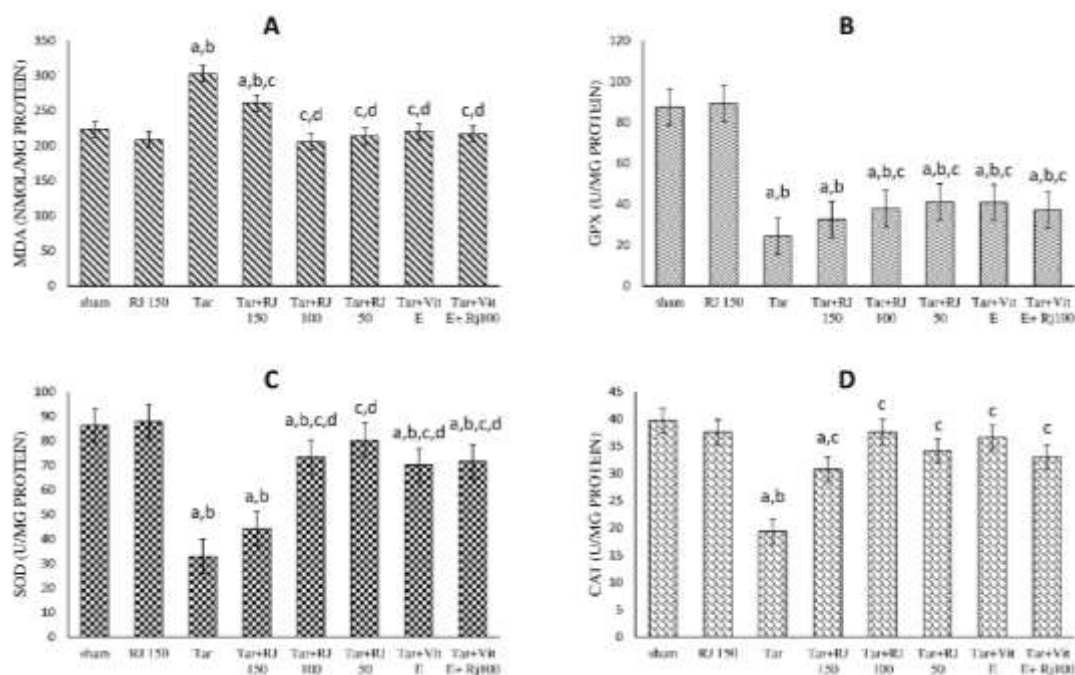 A
MDA (NMOL/MG PROTEIN)
350
300
250
200
150
100
50
0
a,b
a,b,c
c,d
c,d
c,d
c,d
sham RJ 150 Tar Tar+RJ Tar+RJ Tar+RJ Tar+Vit Tar+Vit
150 100 50 E E+ Rj100
B
GPX (U/MG PROTEIN)
120
100
80
60
40
20
0
a,b
a,b
a,b,c
a,b,c
a,b,c
a,b,c
sham RJ 150 Tar Tar+RJ Tar+RJ Tar+RJ Tar+Vit Tar+Vit
150 100 50 E E+ Rj100
C
SOD (U/MG PROTEIN)
100
90
80
70
60
50
40
30
20
10
0
a,b
a,b
a,b,c,d
c,d
a,b,c,d
a,b,c,d
sham RJ 150 Tar Tar+RJ Tar+RJ Tar+RJ Tar+Vit Tar+Vit
150 100 50 E E+ Rj100
D
CAT (U/MG PROTEIN)
45
40
35
30
25
20
15
10
5
0
a,b
a,c
c
c
c
c
sham RJ 150 Tar Tar+RJ Tar+RJ Tar+RJ Tar+Vit Tar+Vit
150 100 50 E E+ Rj100